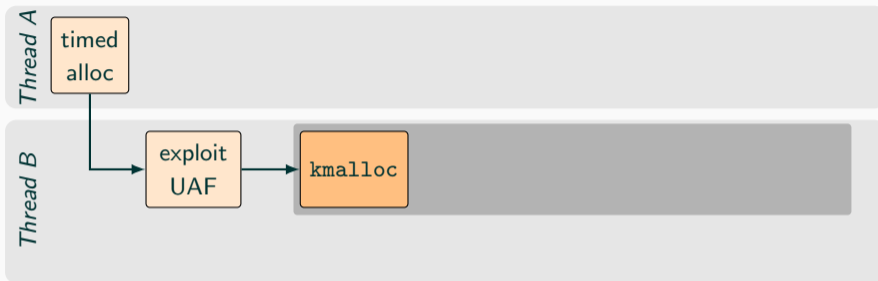 Thread A
timed
alloc
Thread B
exploit
UAF
kmalloc